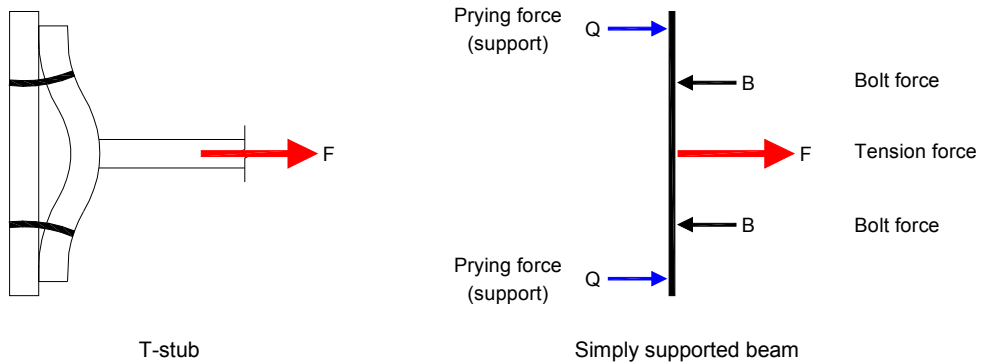 Prying force
(support)
Q
B
Bolt force
F
F
Tension force
B
Bolt force
Prying force
(support)
Q
T-stub
Simply supported beam